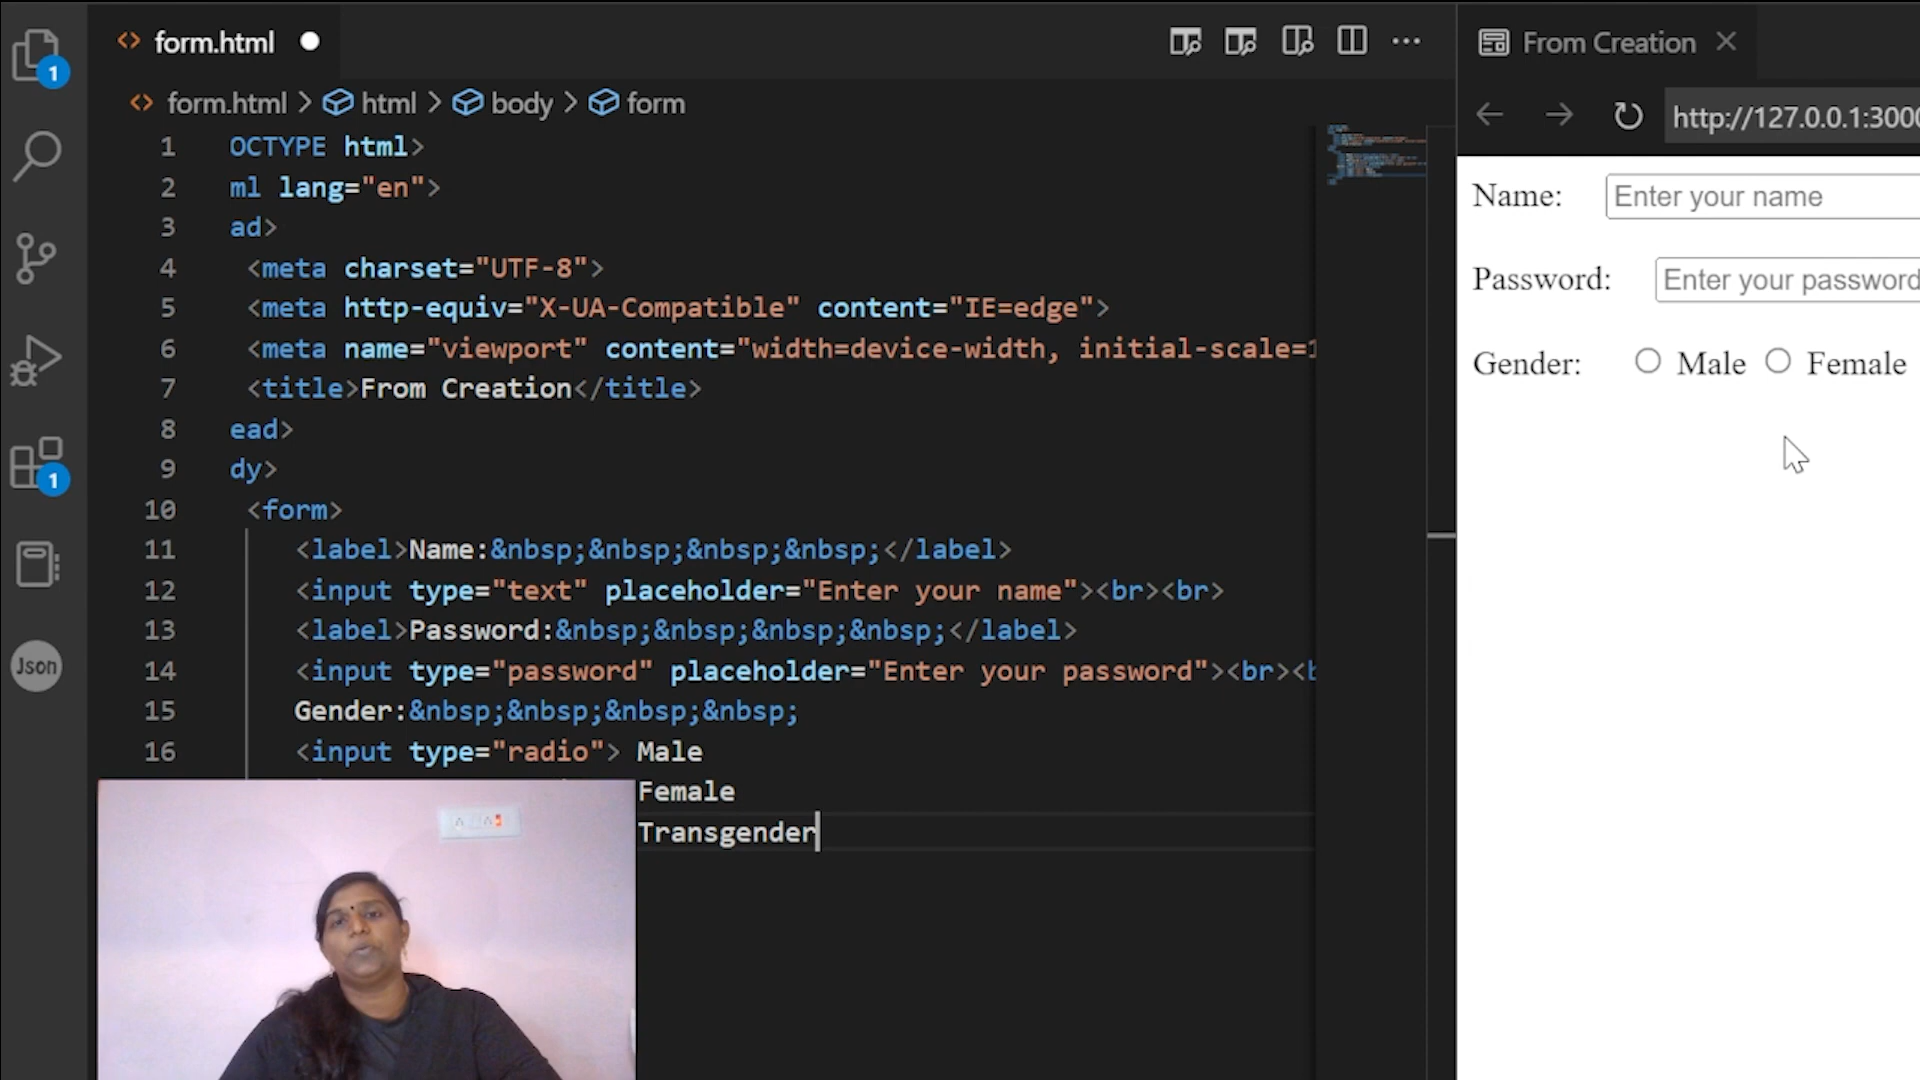 form.html
From Creation
1
form.html > html > body > form
http://127.0.0.1:3000
1 OCTYPE html>
2 ml lang="en">
3 ad>
4 <meta charset="UTF-8">
5 <meta http-equiv="X-UA-Compatible" content="IE=edge">
6 <meta name="viewport" content="width=device-width, initial-scale=1
7 <title>From Creation</title>
8 ead>
9 dy>
10 <form>
11 <label>Name:&nbsp;&nbsp;&nbsp;&nbsp;</label>
12 <input type="text" placeholder="Enter your name"><br><br>
13 <label>Password:&nbsp;&nbsp;&nbsp;&nbsp;</label>
14 <input type="password" placeholder="Enter your password"><br><b
15 Gender:&nbsp;&nbsp;&nbsp;&nbsp;
16 <input type="radio"> Male
Female
Transgender
1
Json
Name: Enter your name
Password: Enter your password
Gender: Male Female